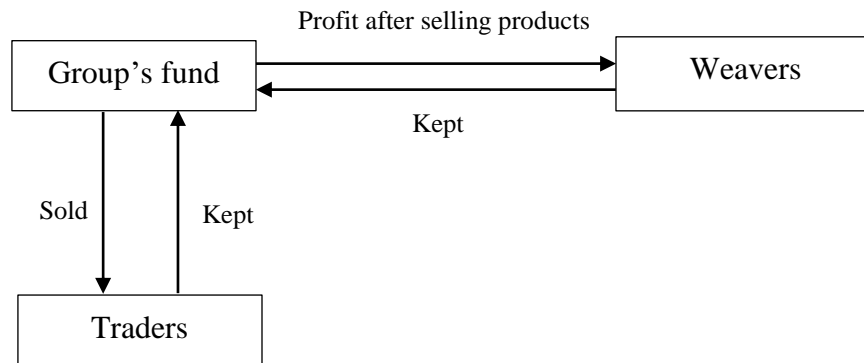 Profit after selling products
Group’s fund
Weavers
Kept
Sold
Kept
Traders